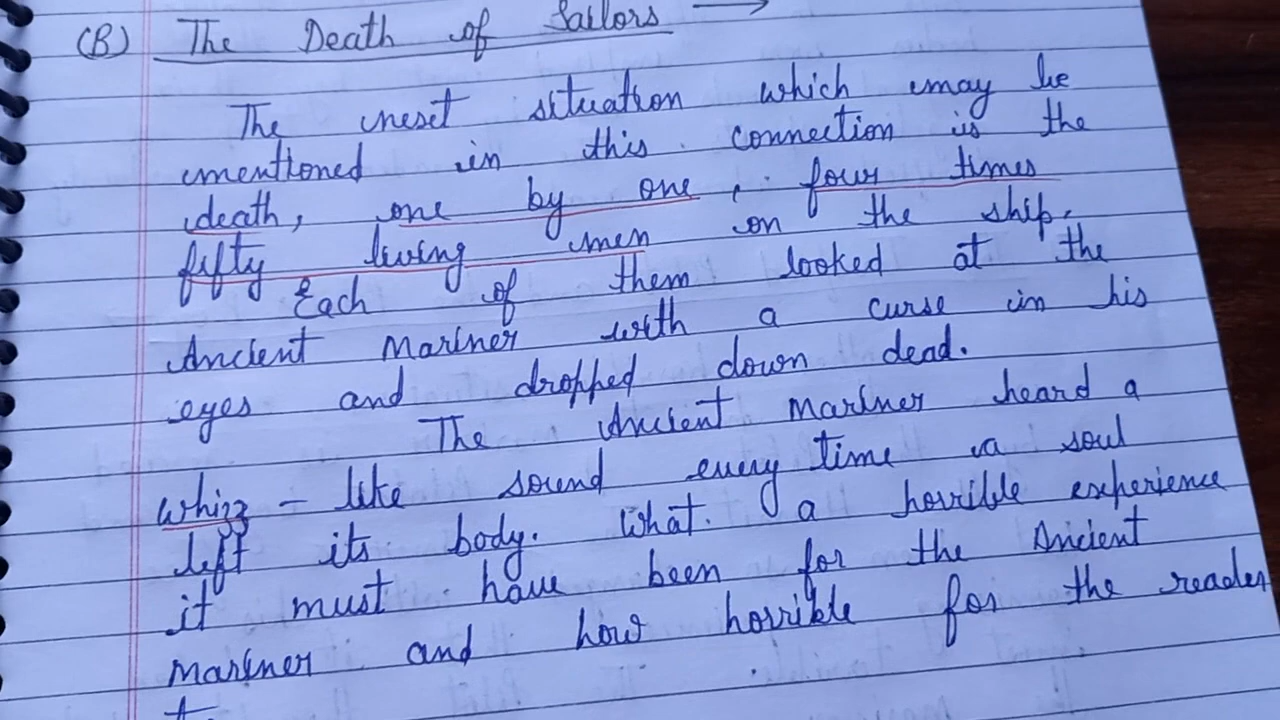 (B) The Death of Sailors →
The next situation which may be
mentioned in this connection is the
death, one by one, four times
fifty living men on the ship.
Each of them looked at the
Ancient Mariner with a curse in his
eyes and dropped down dead.
The Ancient Mariner heard a
whizz - like sound every time a soul
left its body. What a horrible experience
it must have been for the Ancient
Mariner and how horrible for the reader